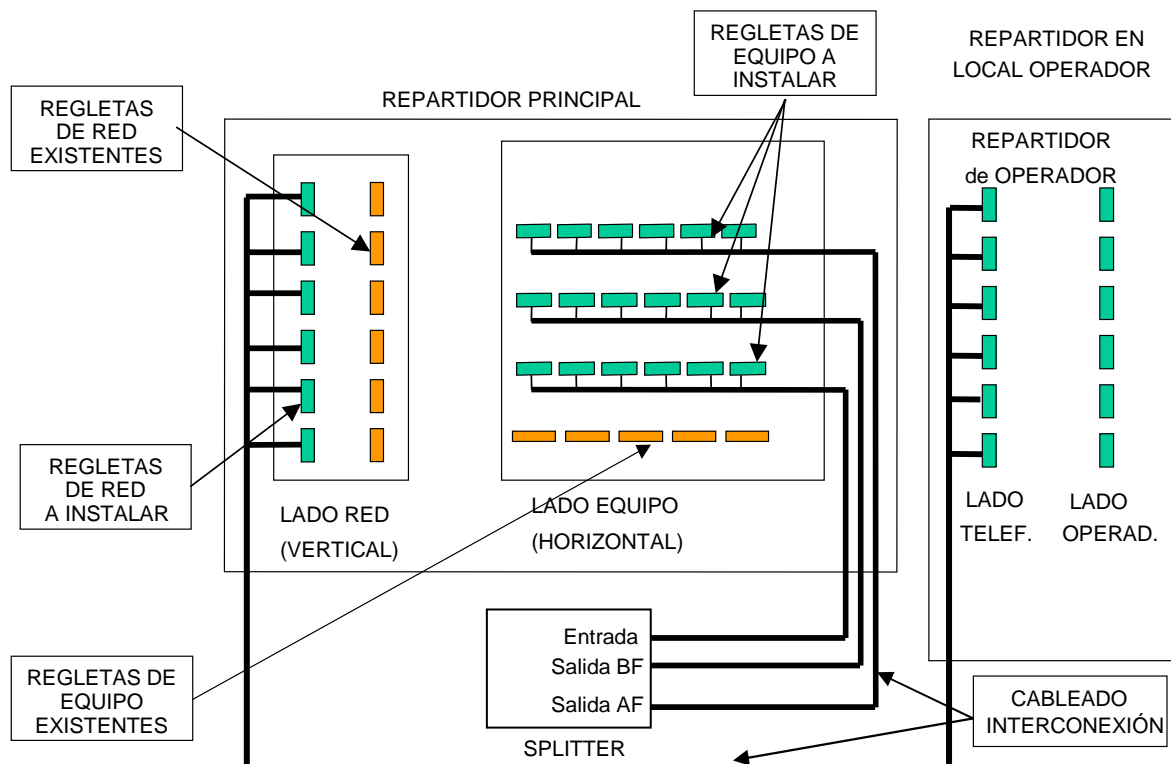 REGLETAS DE
EQUIPO A
INSTALAR
REPARTIDOR EN
LOCAL OPERADOR
REPARTIDOR PRINCIPAL
REGLETAS
DE RED
EXISTENTES
REPARTIDOR
de OPERADOR
REGLETAS
DE RED
A INSTALAR
LADO RED
(VERTICAL)
LADO EQUIPO
(HORIZONTAL)
LADO
TELEF.
LADO
OPERAD.
Entrada
Salida BF
Salida AF
SPLITTER
REGLETAS DE
EQUIPO
EXISTENTES
CABLEADO
INTERCONEXIÓN